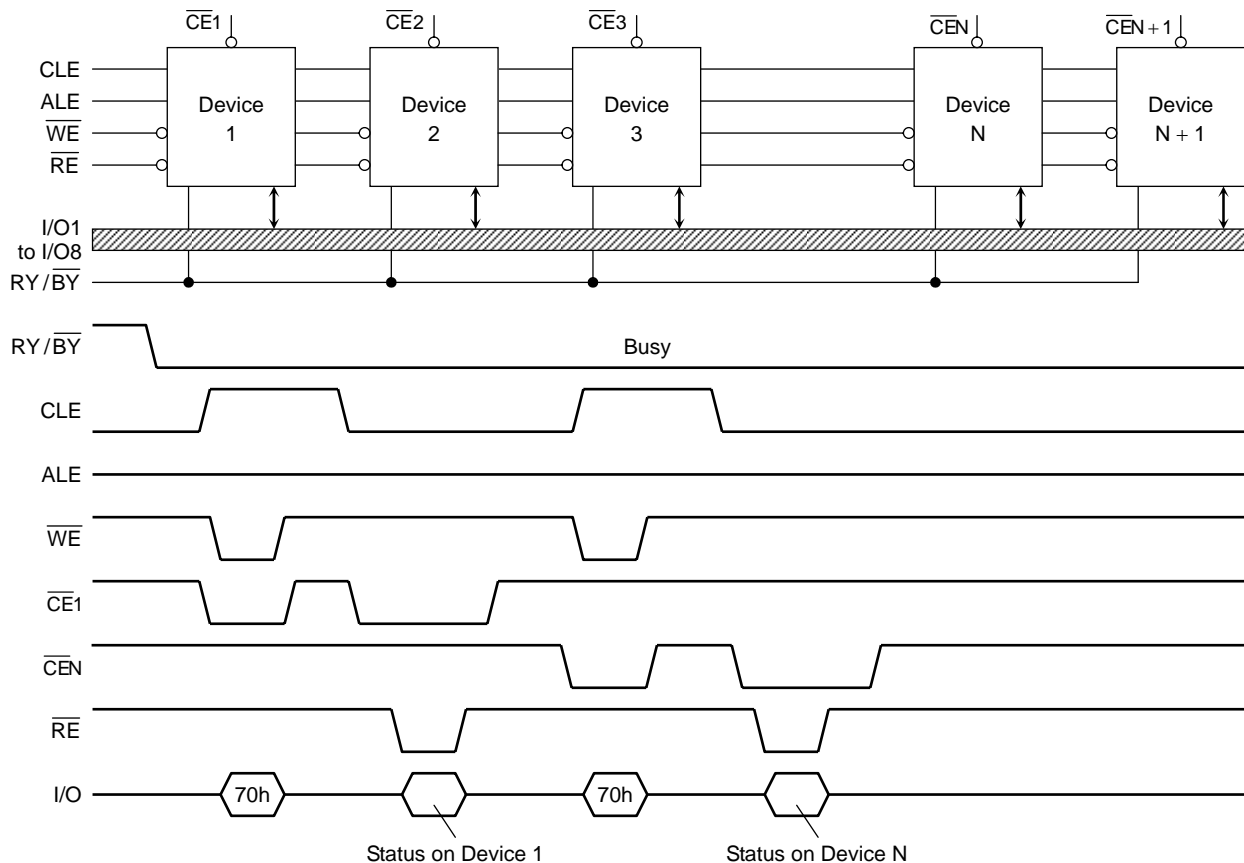 CE1 CE2 CE3 CEN CEN + 1
CLE
ALE
WE
RE
Device 1
Device 2
Device 3
Device N
Device N + 1
I/O1
to I/O8
RY / BY
RY / BY
Busy
CLE
ALE
WE
CE1
CEN
RE
I/O
70h
70h
Status on Device 1
Status on Device N